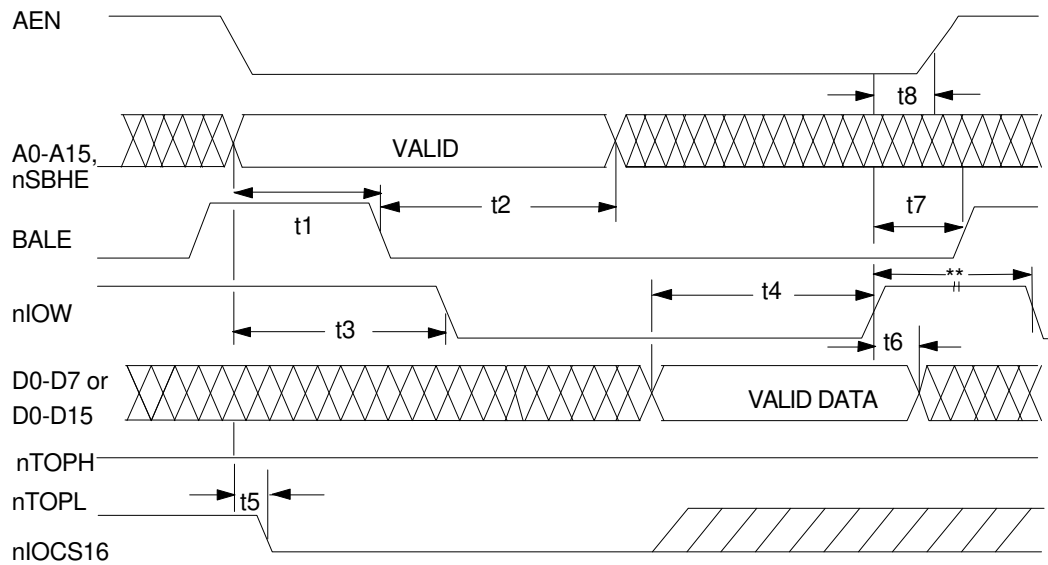 AEN
t8
VALID
A0-A15,
nSBHE
t1
t2
t7
BALE
**
t4
nIOW
t3
t6
D0-D7 or
D0-D15
VALID DATA
nTOPH
nTOPL
t5
nIOCS16